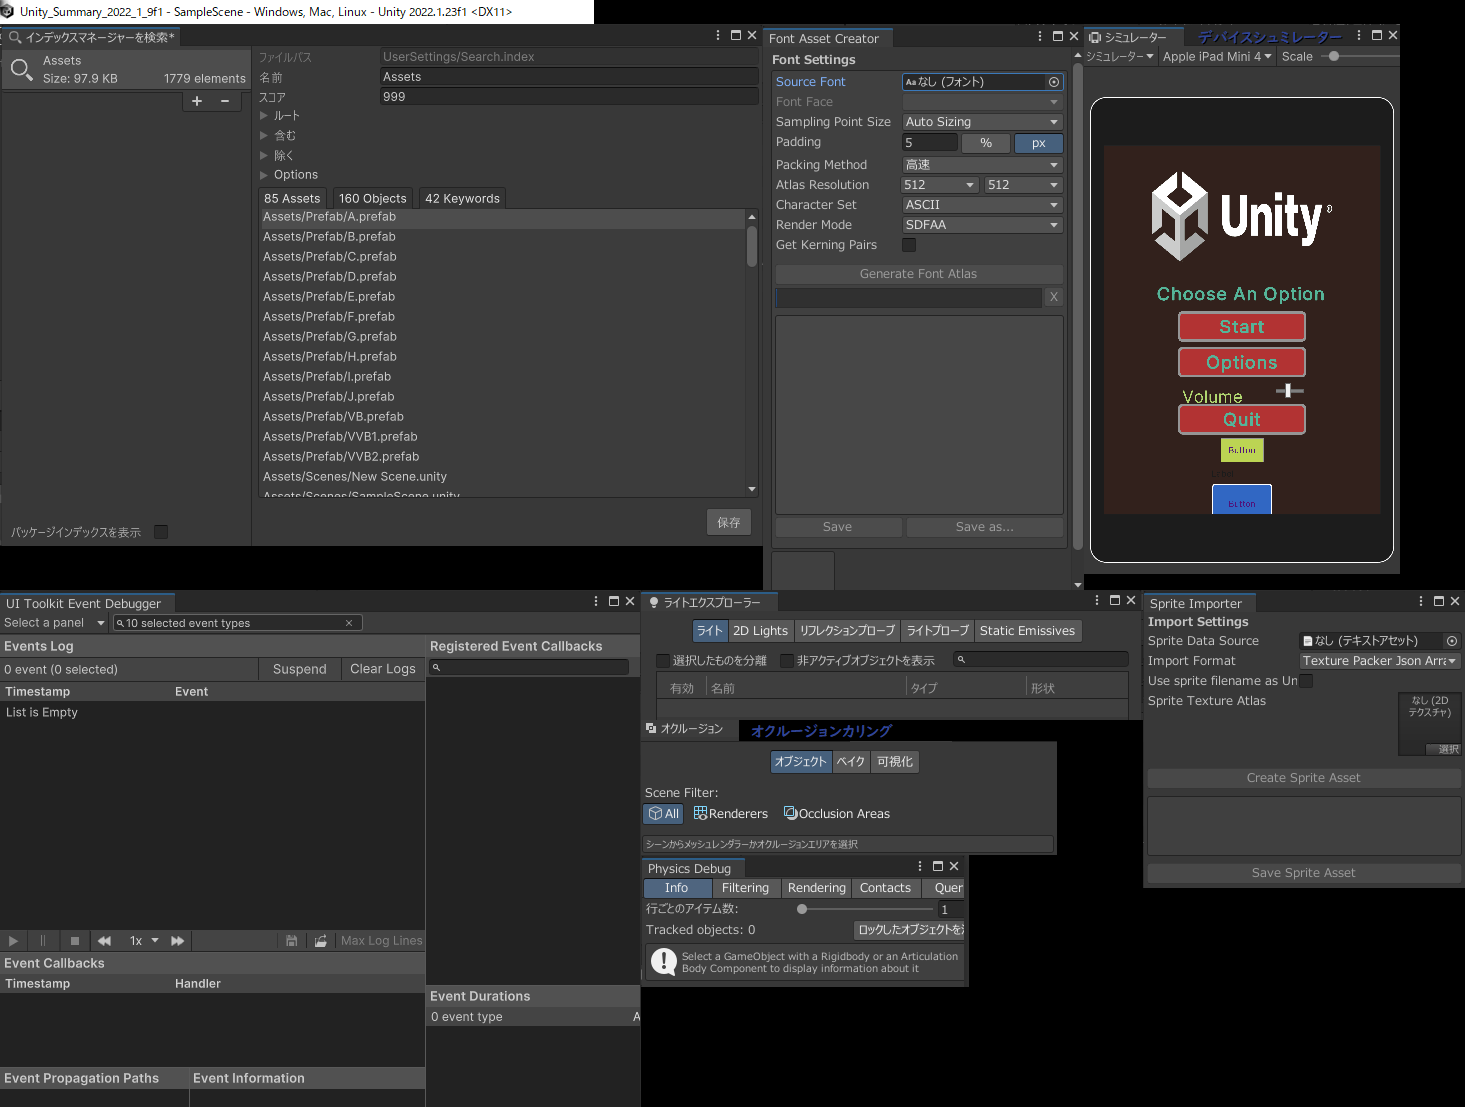 Unity_Summary_2022_1_9f1 - SampleScene - Windows, Mac, Linux - Unity 2022.1.23f1 <DX11>
インデックスマネージャーを検索*
Assets
Size: 97.9 KB 1779 elements
+ −
パッケージインデックスを表示
ファイルパス UserSettings/Search.index
名前 Assets
スコア 999
ルート
含む
除く
Options
85 Assets 160 Objects 42 Keywords
Assets/Prefab/A.prefab
Assets/Prefab/B.prefab
Assets/Prefab/C.prefab
Assets/Prefab/D.prefab
Assets/Prefab/E.prefab
Assets/Prefab/F.prefab
Assets/Prefab/G.prefab
Assets/Prefab/H.prefab
Assets/Prefab/I.prefab
Assets/Prefab/J.prefab
Assets/Prefab/VB.prefab
Assets/Prefab/VVB1.prefab
Assets/Prefab/VVB2.prefab
Assets/Scenes/New Scene.unity
Assets/Scenes/SampleScene.unity
保存
Font Asset Creator
Font Settings
Source Font Aa なし (フォント)
Font Face
Sampling Point Size Auto Sizing
Padding 5 % px
Packing Method 高速
Atlas Resolution 512 512
Character Set ASCII
Render Mode SDFAA
Get Kerning Pairs
Generate Font Atlas
X
Save Save as...
シミュレーター デバイスシュミレーター
シミュレーター Apple iPad Mini 4 Scale
Unity
Choose An Option
Start
Options
Volume
Quit
Button
Button
UI Toolkit Event Debugger
Select a panel 10 selected event types ×
Events Log
0 event (0 selected) Suspend Clear Logs
Timestamp Event
List is Empty
1x Max Log Lines
Event Callbacks
Timestamp Handler
Event Propagation Paths Event Information
Registered Event Callbacks
Event Durations
0 event type A
ライトエクスプローラー
ライト 2D Lights リフレクションプローブ ライトプローブ Static Emissives
選択したものを分離 非アクティブオブジェクトを表示
有効 名前 タイプ 形状
オクルージョン オクルージョンカリング
オブジェクト ベイク 可視化
Scene Filter:
All Renderers Occlusion Areas
シーンからメッシュレンダラーかオクルージョンエリアを選択
Physics Debug
Info Filtering Rendering Contacts Quer
行ごとのアイテム数: 1
Tracked objects: 0 ロックしたオブジェクトを
Select a GameObject with a Rigidbody or an Articulation
Body Component to display information about it
Sprite Importer
Import Settings
Sprite Data Source なし (テキストアセット)
Import Format Texture Packer Json Arra
Use sprite filename as Un
Sprite Texture Atlas なし (2D
テクスチャ)
選択
Create Sprite Asset
Save Sprite Asset